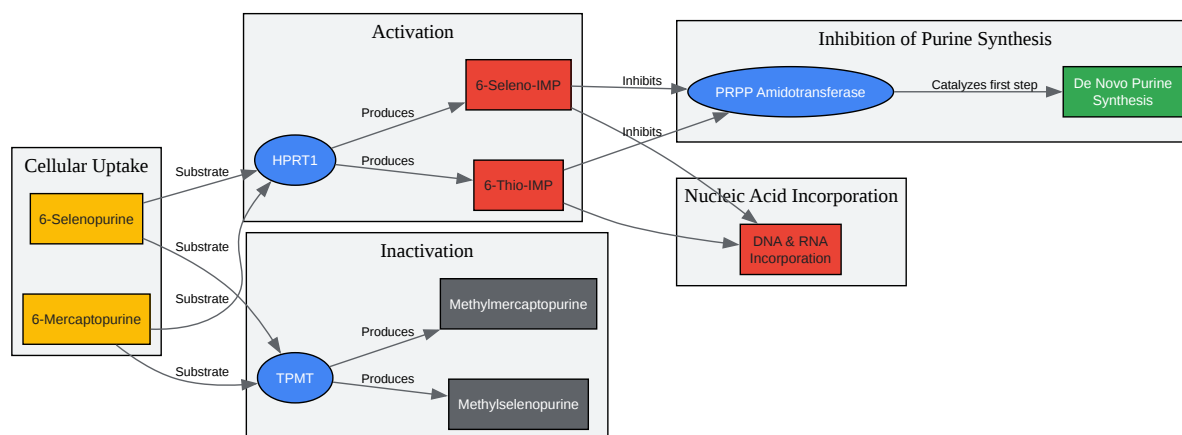 Cellular Uptake
6-Selenopurine
6-Mercaptopurine
Substrate
Substrate
Substrate
Substrate
Activation
HPRT1
Produces
Produces
6-Seleno-IMP
6-Thio-IMP
Inactivation
TPMT
Produces
Produces
Methylmercaptopurine
Methylselenopurine
Inhibits
Inhibits
Inhibition of Purine Synthesis
PRPP Amidotransferase
Catalyzes first step
De Novo Purine
Synthesis
Nucleic Acid Incorporation
DNA & RNA
Incorporation